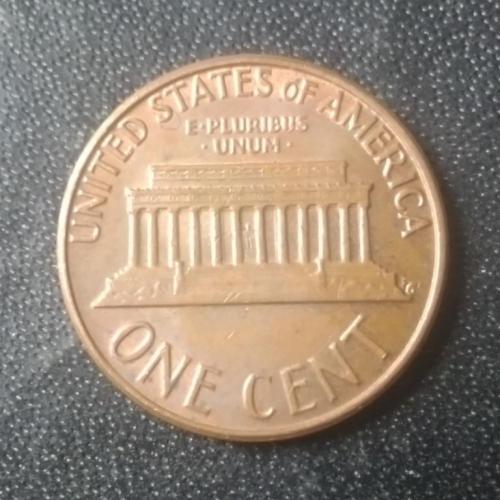 UNITED STATES oF AMERICA
E·PLURIBUS
·UNUM·
ONE CENT